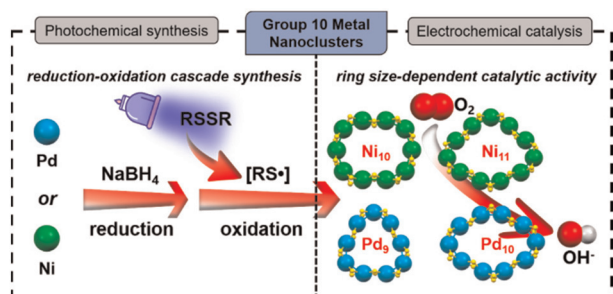 Photochemical synthesis
Group 10 Metal
Nanoclusters
Electrochemical catalysis
reduction-oxidation cascade synthesis
ring size-dependent catalytic activity
RSSR
Pd
or
Ni
NaBH₄
reduction
[RS•]
oxidation
O₂
Ni₁₀
Ni₁₁
Pd₉
Pd₁₀
OH⁻